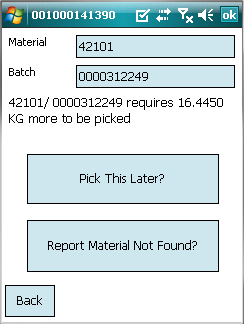 001000141390 ok
Material 42101
Batch 0000312249
42101/ 0000312249 requires 16.4450
KG more to be picked
Pick This Later?
Report Material Not Found?
Back